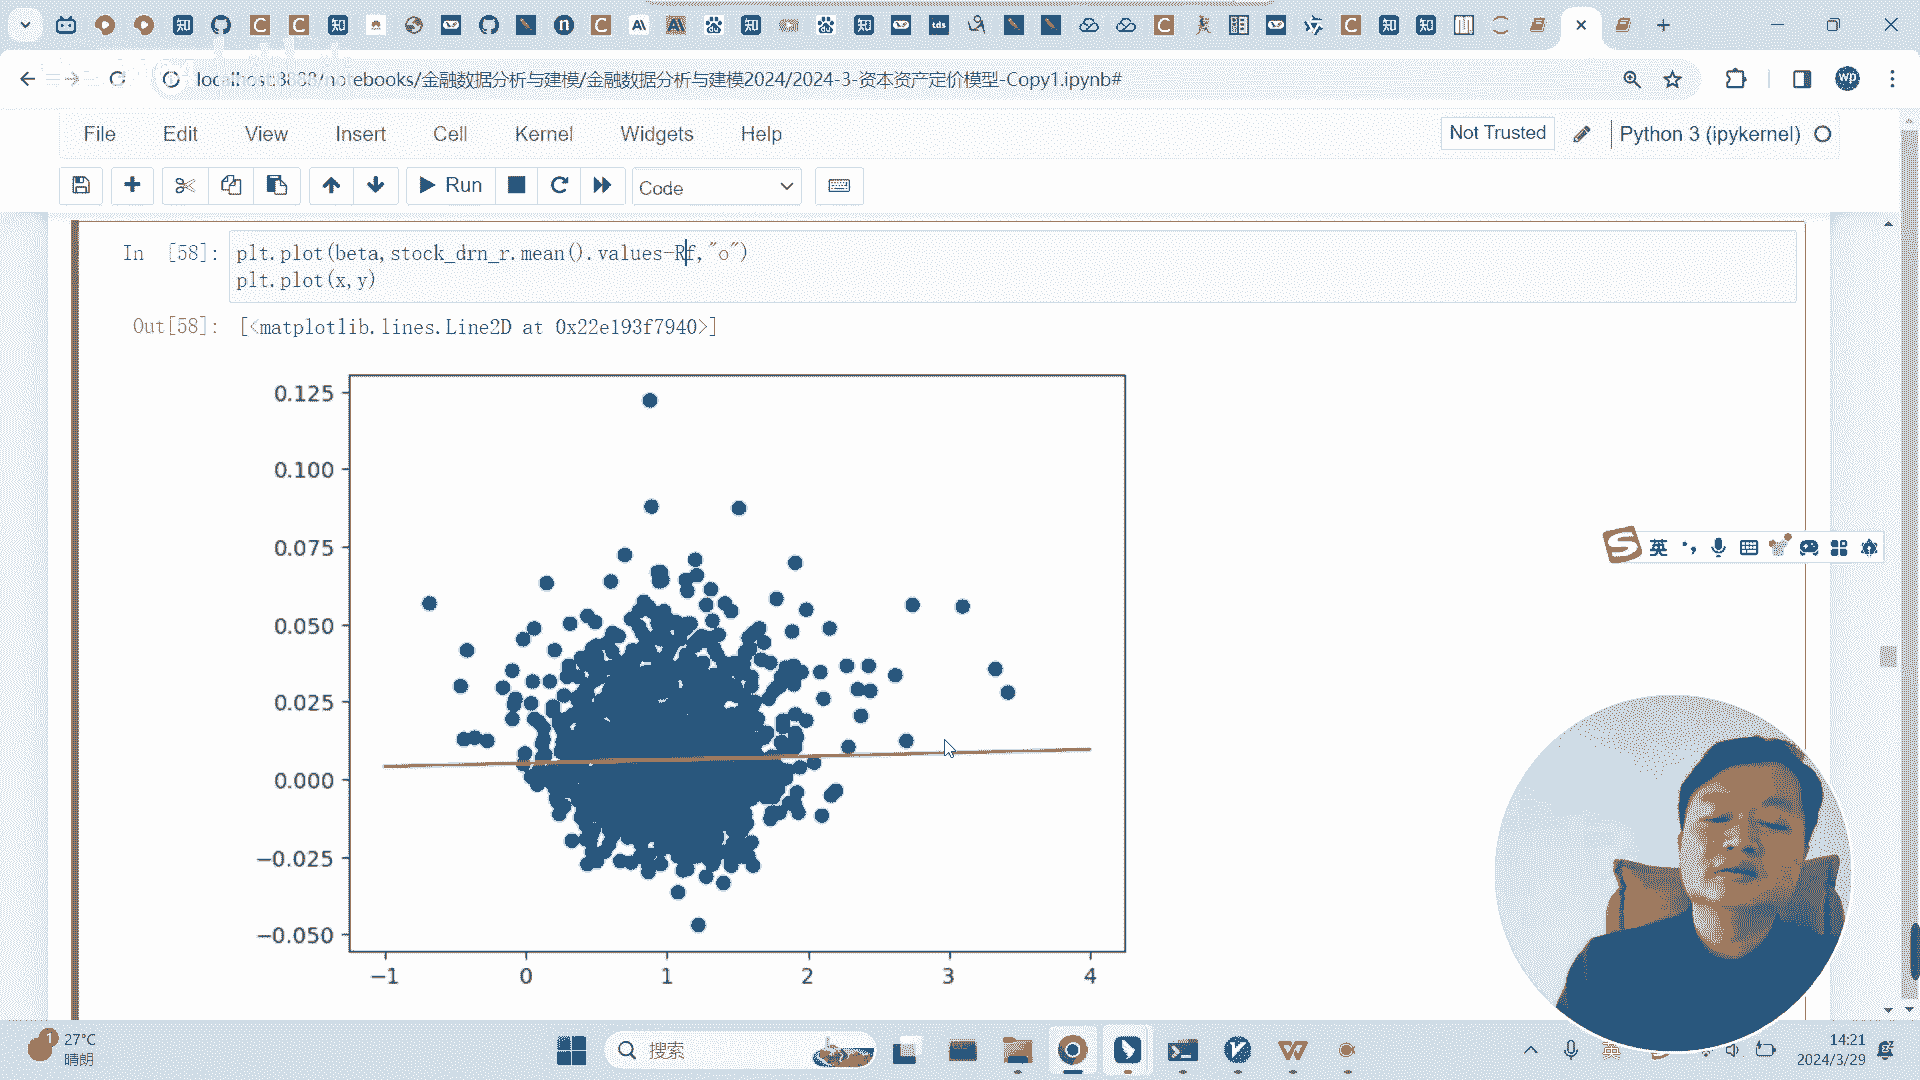 localhost:8888/notebooks/金融数据分析与建模/金融数据分析与建模2024/2024-3-资本资产定价模型-Copy1.ipynb#
File Edit View Insert Cell Kernel Widgets Help
Not Trusted
Python 3 (ipykernel)
Run
Code
In [58]:
plt.plot(beta,stock_drn_r.mean().values-Rf,"o")
plt.plot(x,y)
Out[58]:
[<matplotlib.lines.Line2D at 0x22e193f7940>]
0.125
0.100
0.075
0.050
0.025
0.000
−0.025
−0.050
−1 0 1 2 3 4
英
27°C
晴朗
搜索
14:21
2024/3/29